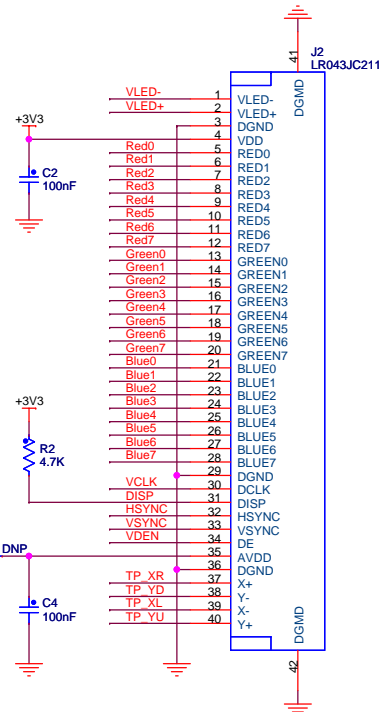 J2
LR043JC211
41
DGMD
VLED- 1 VLED-
VLED+ 2 VLED+
3 DGND
+3V3
4 VDD
Red0 5 RED0
Red1 6 RED1
Red2 7 RED2
Red3 8 RED3
Red4 9 RED4
Red5 10 RED5
Red6 11 RED6
Red7 12 RED7
C2
100nF
Green0 13 GREEN0
Green1 14 GREEN1
Green2 15 GREEN2
Green3 16 GREEN3
Green4 17 GREEN4
Green5 18 GREEN5
Green6 19 GREEN6
Green7 20 GREEN7
Blue0 21 BLUE0
Blue1 22 BLUE1
Blue2 23 BLUE2
Blue3 24 BLUE3
Blue4 25 BLUE4
Blue5 26 BLUE5
Blue6 27 BLUE6
Blue7 28 BLUE7
+3V3
R2
4.7K
29 DGND
VCLK 30 DCLK
DISP 31 DISP
HSYNC 32 HSYNC
VSYNC 33 VSYNC
VDEN 34 DE
DNP
35 AVDD
36 DGND
TP_XR 37 X+
TP_YD 38 Y-
TP_XL 39 X-
TP_YU 40 Y+
C4
100nF
DGMD
42